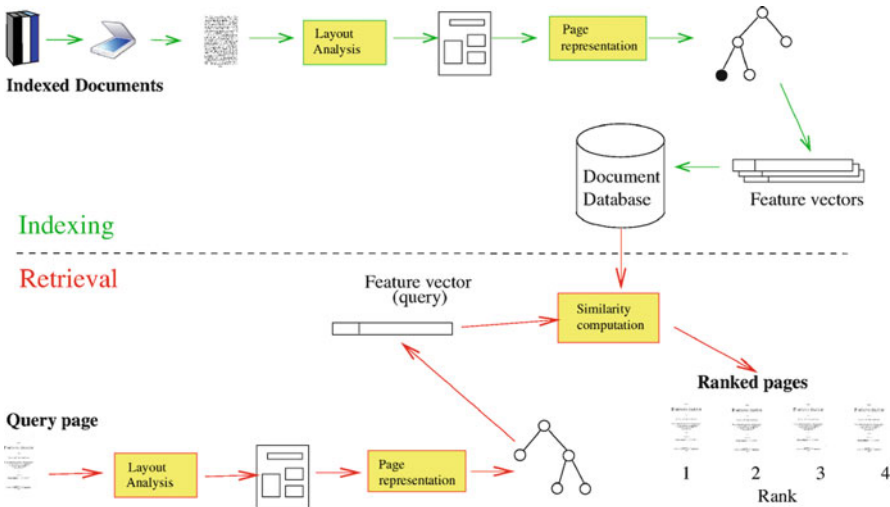 Layout
Analysis
Page
representation
Indexed Documents
Document
Database
Feature vectors
Indexing
Retrieval
Feature vector
(query)
Similarity
computation
Ranked pages
Query page
Layout
Analysis
Page
representation
1 2 3 4
Rank